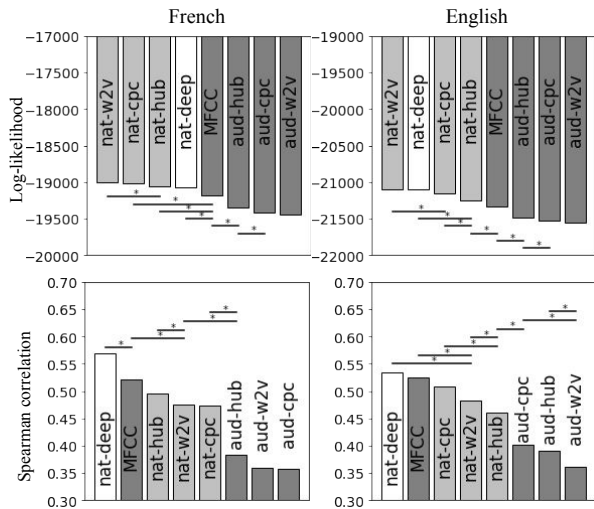 French
English
Log-likelihood
−17000
−17500
−18000
−18500
−19000
−19500
−20000
nat-w2v
nat-cpc
nat-hub
nat-deep
MFCC
aud-hub
aud-cpc
aud-w2v
* * * * * *
−19000
−19500
−20000
−20500
−21000
−21500
−22000
nat-w2v
nat-deep
nat-cpc
nat-hub
MFCC
aud-hub
aud-cpc
aud-w2v
* * * * * *
Spearman correlation
0.70
0.65
0.60
0.55
0.50
0.45
0.40
0.35
0.30
nat-deep
MFCC
nat-hub
nat-w2v
nat-cpc
aud-hub
aud-w2v
aud-cpc
* * * * *
0.70
0.65
0.60
0.55
0.50
0.45
0.40
0.35
0.30
nat-deep
MFCC
nat-cpc
nat-w2v
nat-hub
aud-cpc
aud-hub
aud-w2v
* * * * * * *